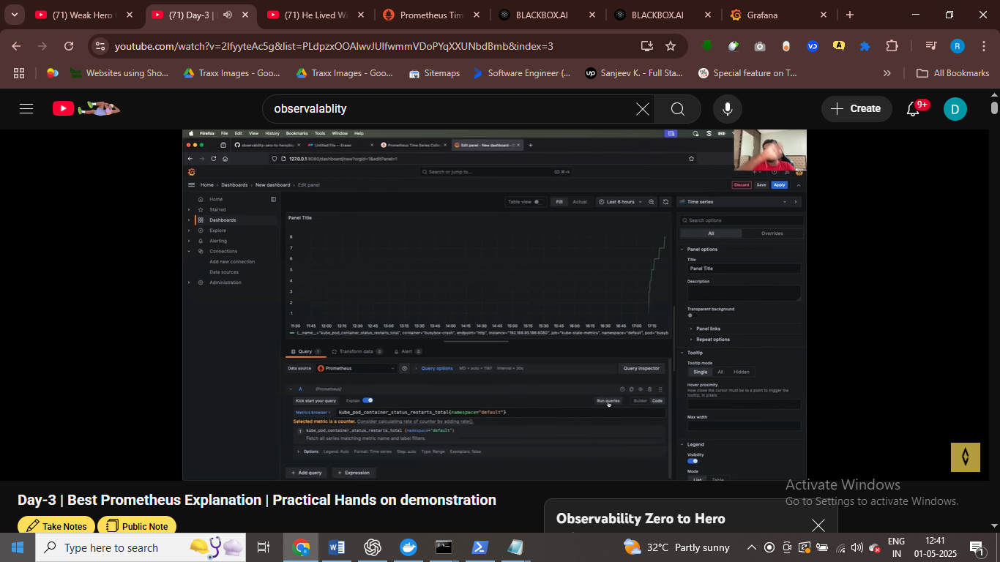 (71) Weak Hero
(71) Day-3 |
(71) He Lived W
Prometheus Tim
BLACKBOX.AI
BLACKBOX.AI
Grafana
youtube.com/watch?v=2IfyyteAc5g&list=PLdpzxOOAlwvJUIfwmmVDoPYqXXUNbdBmb&index=3
R
Websites using Sho...
Traxx Images - Goo...
Traxx Images - Goo...
Sitemaps
Software Engineer (...
up
Sanjeev K. - Full Sta...
Special feature on T...
All Bookmarks
observalablity
Create
9+
D
Firefox File Edit View History Bookmarks Tools Window Help
Untitled File — Eraser
Prometheus Time Series Collec
Edit panel - New dashboard - D
127.0.0.1:8080/dashboard/new?orgId=1&editPanel=1
Search or jump to...
Home Dashboards New dashboard Edit panel
Discard Save Apply
Home
Starred
Dashboards
Explore
Alerting
Connections
Add new connection
Data sources
Administration
Table view
Fill Actual
Last 6 hours
Time series
Panel Title
8
7
6
5
4
3
2
1
11:30 11:45 12:00 12:15 12:30 12:45 13:00 13:15 13:30 13:45 14:00 14:15 14:30 14:45 15:00 15:15 15:30 15:45 16:00 16:15 16:30 16:45 17:00 17:15
{__name__="kube_pod_container_status_restarts_total", container="busybox-crash", endpoint="http", instance="192.168.95.186:8080", job="kube-state-metrics", namespace="default", pod="busyb
Query 1
Transform data 0
Alert 0
Data source
Prometheus
Query options
MD = auto = 1187
Interval = 30s
Query inspector
A
(Prometheus)
Kick start your query
Explain
Run queries
Builder Code
Metrics browser >
kube_pod_container_status_restarts_total{namespace="default"}
Selected metric is a counter. Consider calculating rate of counter by adding rate().
1 kube_pod_container_status_restarts_total {namespace="default"}
Fetch all series matching metric name and label filters.
Options Legend: Auto Format: Time series Step: auto Type: Range Exemplars: false
+ Add query
+ Expression
Search options
All Overrides
Panel options
Title
Panel Title
Description
Transparent background
Panel links
Repeat options
Tooltip
Tooltip mode
Single All Hidden
Hover proximity
How close the cursor must be to a point to trigger the
tooltip, in pixels
Max width
Legend
Visibility
Mode
List Table
Day-3 | Best Prometheus Explanation | Practical Hands on demonstration
Take Notes
Public Note
Observability Zero to Hero
Activate Windows
Go to Settings to activate Windows.
Type here to search
32°C Partly sunny
ENG
IN
12:41
01-05-2025
1